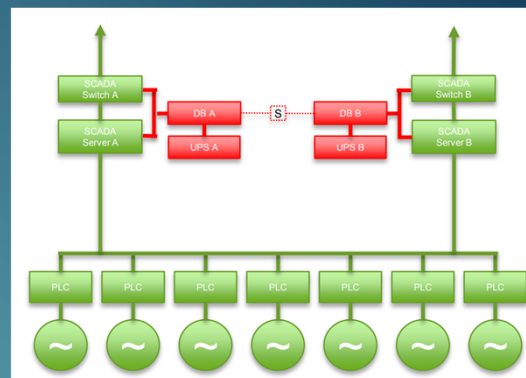 SCADA
Switch A
SCADA
Switch B
DB A
S
DB B
SCADA
Server A
SCADA
Server B
UPS A
UPS B
PLC
PLC
PLC
PLC
PLC
PLC
PLC
~
~
~
~
~
~
~